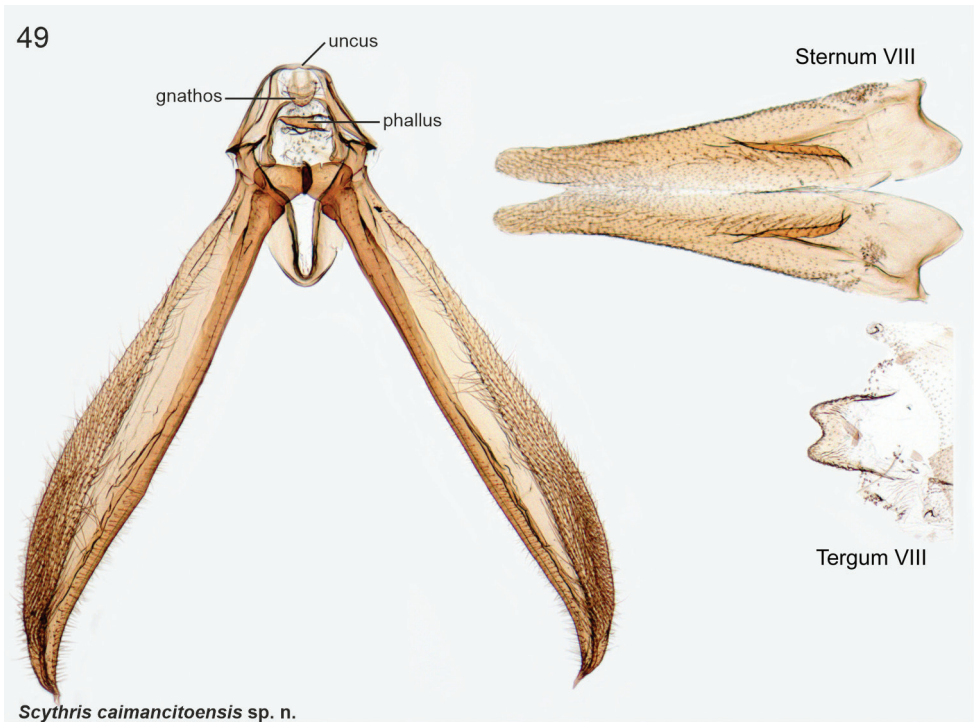 49
uncus
Sternum VIII
gnathos
phallus
Tergum VIII
Scythris caimancitoensis sp. n.